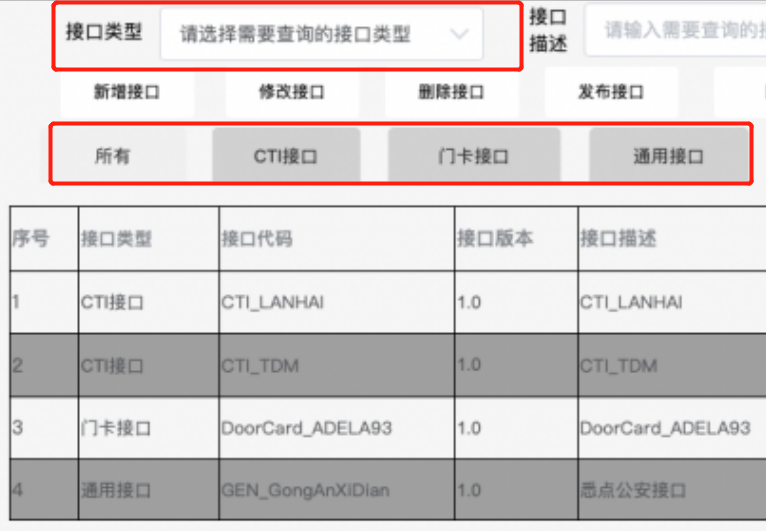 接口类型 请选择需要查询的接口类型 接口描述 请输入需要查询的
新增接口 修改接口 删除接口 发布接口
所有 CTI接口 门卡接口 通用接口
序号 接口类型 接口代码 接口版本 接口描述
1 CTI接口 CTI_LANHAI 1.0 CTI_LANHAI
2 CTI接口 CTI_TDM 1.0 CTI_TDM
3 门卡接口 DoorCard_ADELA93 1.0 DoorCard_ADELA93
4 通用接口 GEN_GongAnXiDian 1.0 悉点公安接口